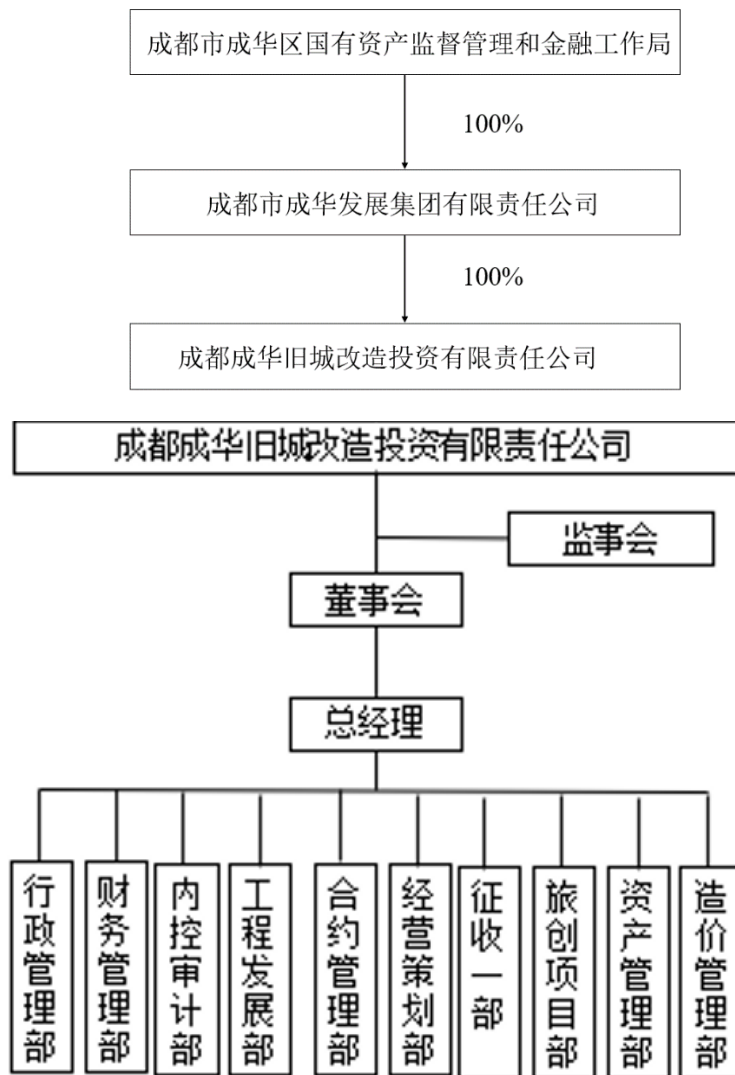 成都市成华区国有资产监督管理和金融工作局
100%
成都市成华发展集团有限责任公司
100%
成都成华旧城改造投资有限责任公司
成都成华旧城改造投资有限责任公司
监事会
董事会
总经理
行政管理部
财务管理部
内控审计部
工程发展部
合约管理部
经营策划部
征收一部
旅创项目部
资产管理部
造价管理部